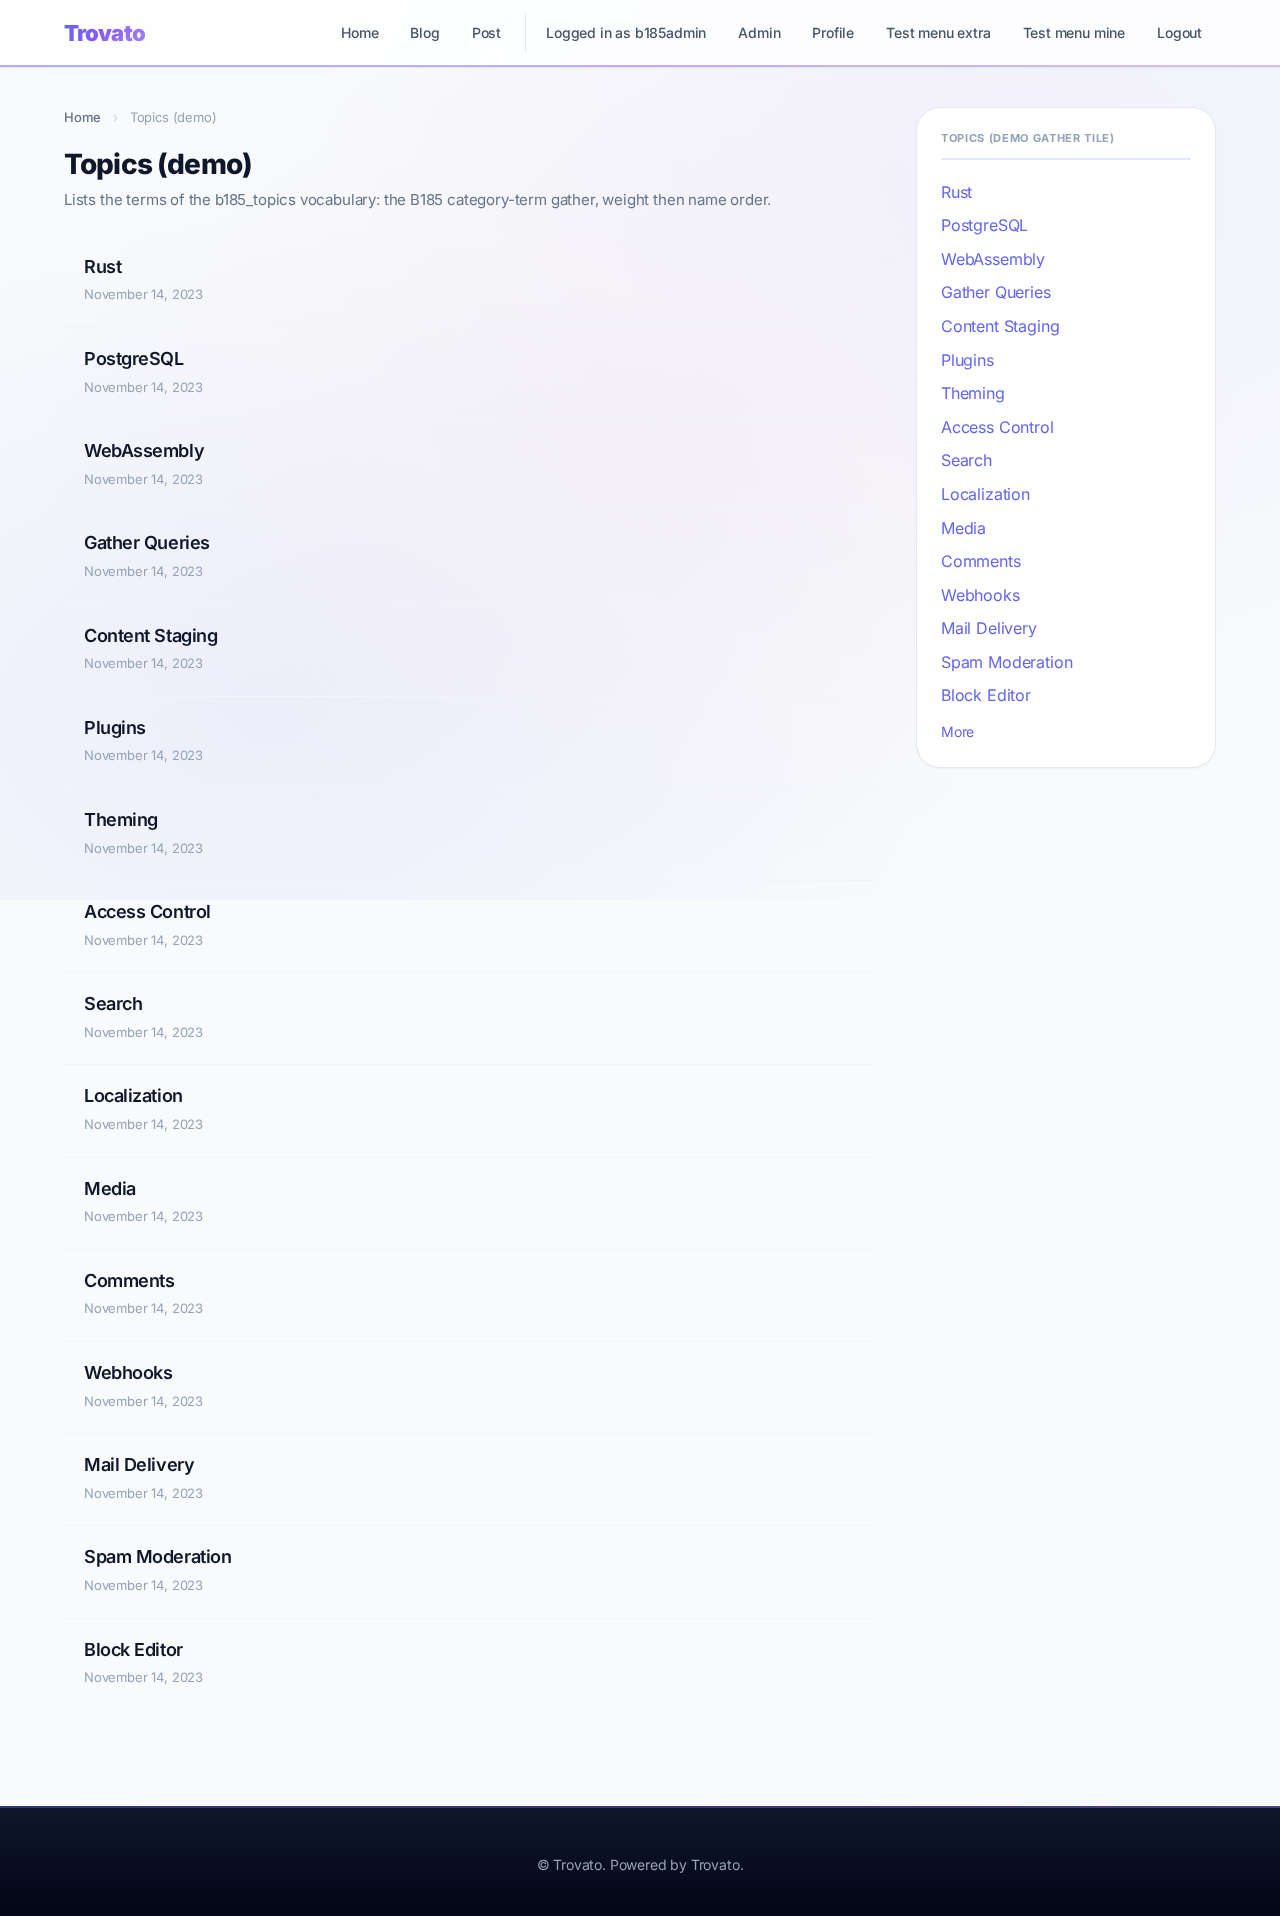 Trovato
Home
Blog
Post
Logged in as b185admin
Admin
Profile
Test menu extra
Test menu mine
Logout
Home › Topics (demo)
Topics (demo)
Lists the terms of the b185_topics vocabulary: the B185 category-term gather, weight then name order.
Rust
November 14, 2023
PostgreSQL
November 14, 2023
WebAssembly
November 14, 2023
Gather Queries
November 14, 2023
Content Staging
November 14, 2023
Plugins
November 14, 2023
Theming
November 14, 2023
Access Control
November 14, 2023
Search
November 14, 2023
Localization
November 14, 2023
Media
November 14, 2023
Comments
November 14, 2023
Webhooks
November 14, 2023
Mail Delivery
November 14, 2023
Spam Moderation
November 14, 2023
Block Editor
November 14, 2023
TOPICS (DEMO GATHER TILE)
Rust
PostgreSQL
WebAssembly
Gather Queries
Content Staging
Plugins
Theming
Access Control
Search
Localization
Media
Comments
Webhooks
Mail Delivery
Spam Moderation
Block Editor
More
© Trovato. Powered by Trovato.